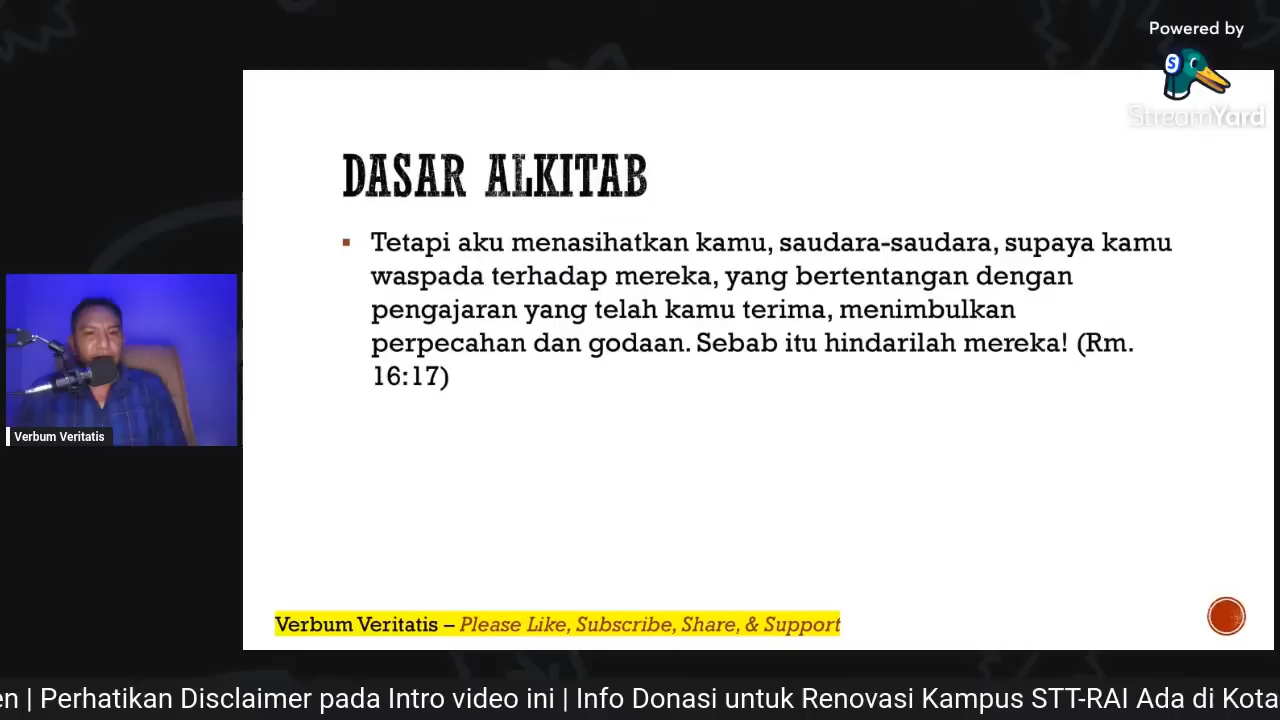 Powered by
StreamYard
DASAR ALKITAB
▪ Tetapi aku menasihatkan kamu, saudara-saudara, supaya kamu
waspada terhadap mereka, yang bertentangan dengan
pengajaran yang telah kamu terima, menimbulkan
perpecahan dan godaan. Sebab itu hindarilah mereka! (Rm.
16:17)
Verbum Veritatis
Verbum Veritatis – Please Like, Subscribe, Share, & Support
en | Perhatikan Disclaimer pada Intro video ini | Info Donasi untuk Renovasi Kampus STT-RAI Ada di Kota